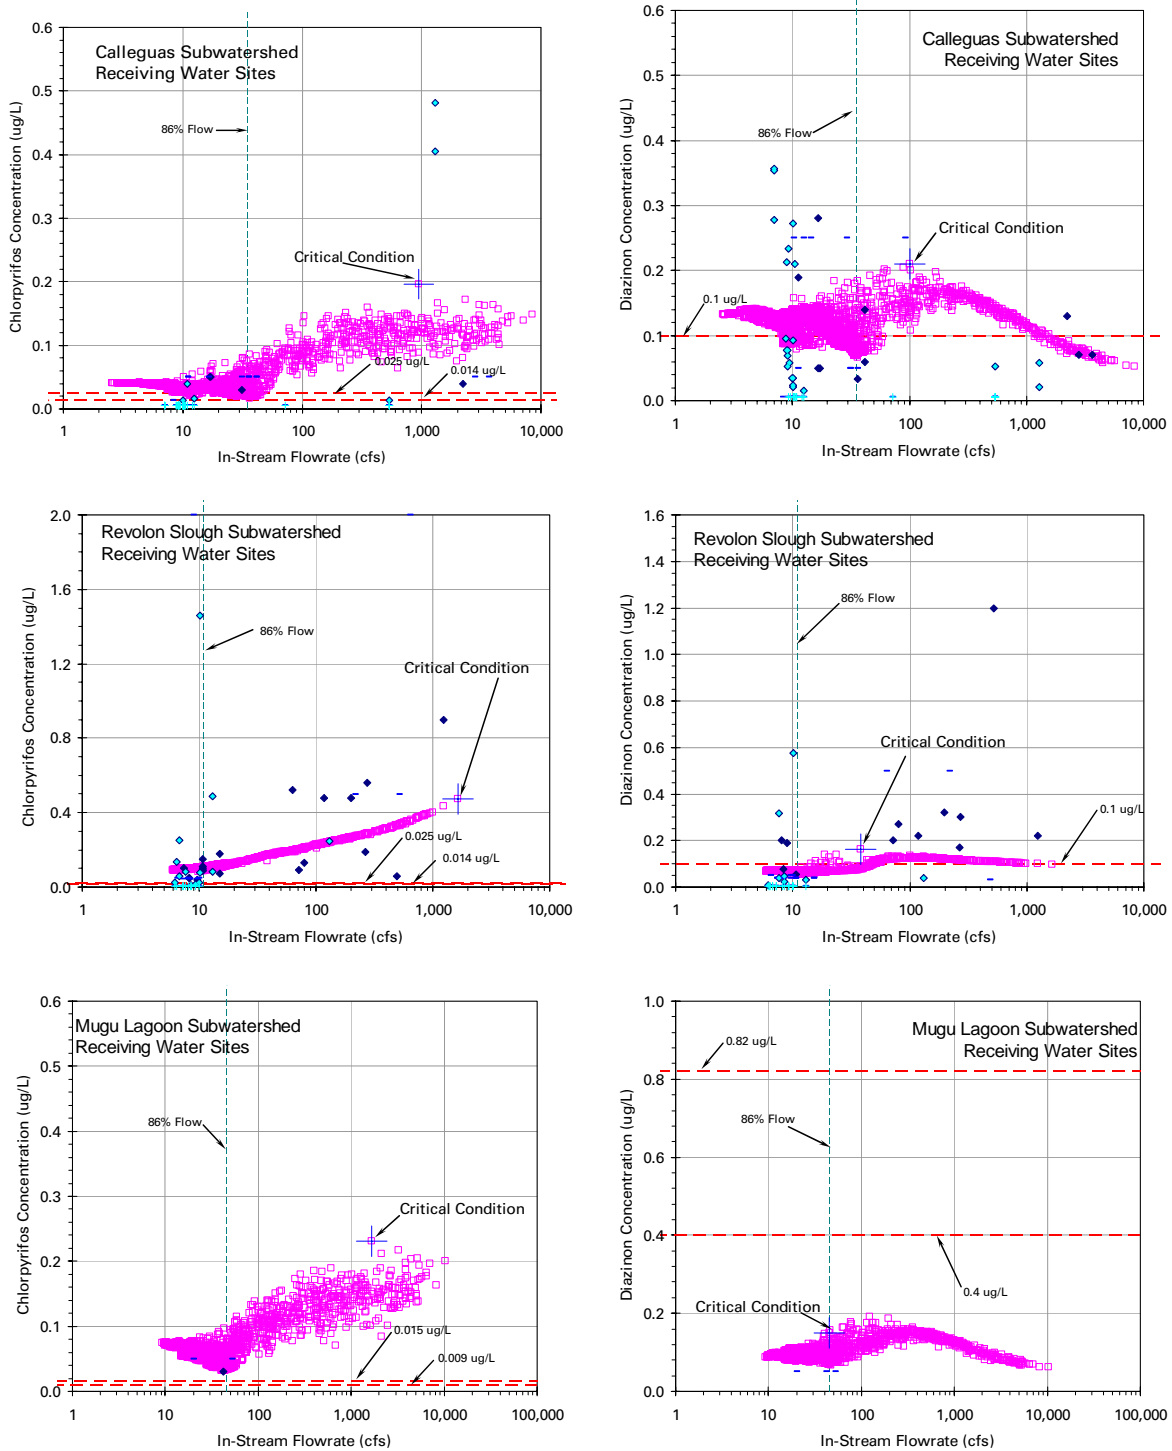 Calleguas Subwatershed
Receiving Water Sites
86% Flow
Critical Condition
0.025 ug/L
0.014 ug/L
Chlorpyrifos Concentration (ug/L)
0.6
0.5
0.4
0.3
0.2
0.1
0.0
1
10
100
1,000
10,000
In-Stream Flowrate (cfs)
Calleguas Subwatershed
Receiving Water Sites
86% Flow
Critical Condition
0.1 ug/L
Diazinon Concentration (ug/L)
0.6
0.5
0.4
0.3
0.2
0.1
0.0
1
10
100
1,000
10,000
In-Stream Flowrate (cfs)
Revolon Slough Subwatershed
Receiving Water Sites
86% Flow
Critical Condition
0.025 ug/L
0.014 ug/L
Chlorpyrifos Concentration (ug/L)
2.0
1.6
1.2
0.8
0.4
0.0
1
10
100
1,000
10,000
In-Stream Flowrate (cfs)
Revolon Slough Subwatershed
Receiving Water Sites
86% Flow
Critical Condition
0.1 ug/L
Diazinon Concentration (ug/L)
1.6
1.4
1.2
1.0
0.8
0.6
0.4
0.2
0.0
1
10
100
1,000
10,000
In-Stream Flowrate (cfs)
Mugu Lagoon Subwatershed
Receiving Water Sites
86% Flow
Critical Condition
0.015 ug/L
0.009 ug/L
Chlorpyrifos Concentration (ug/L)
0.6
0.5
0.4
0.3
0.2
0.1
0.0
1
10
100
1,000
10,000
100,000
In-Stream Flowrate (cfs)
Mugu Lagoon Subwatershed
Receiving Water Sites
0.82 ug/L
86% Flow
0.4 ug/L
Critical Condition
Diazinon Concentration (ug/L)
1.0
0.8
0.6
0.4
0.2
0.0
1
10
100
1,000
10,000
100,000
In-Stream Flowrate (cfs)